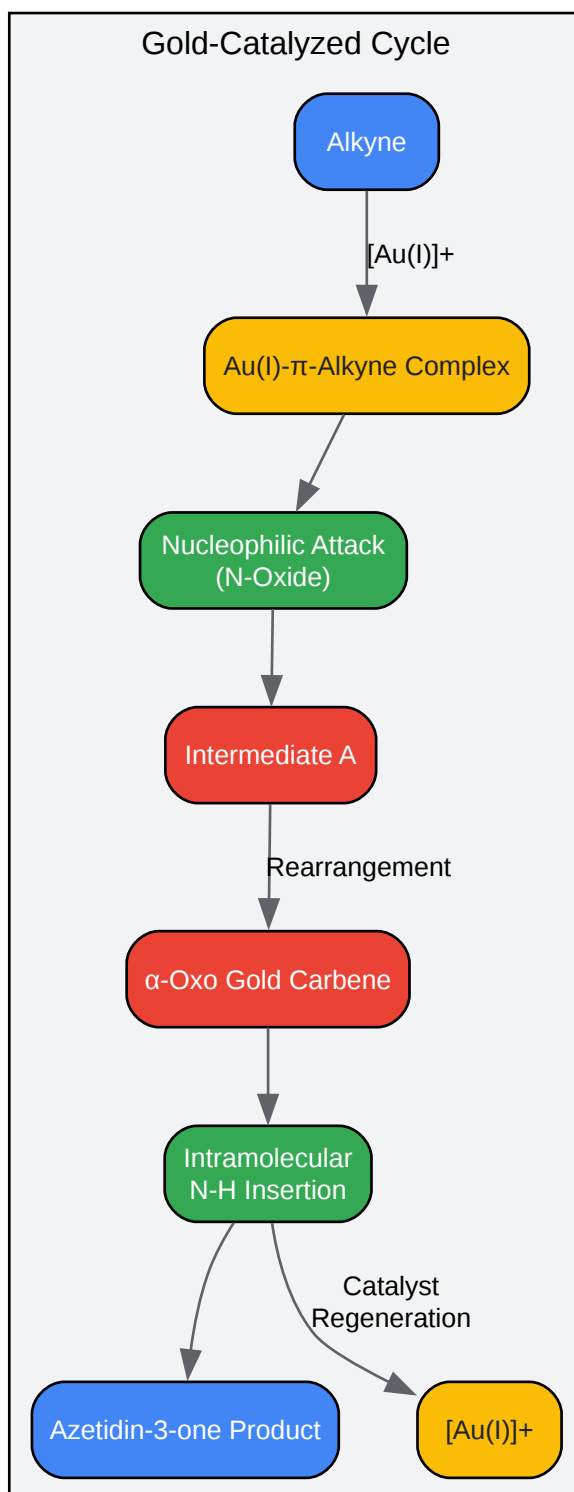 Gold-Catalyzed Cycle
Alkyne
[Au(I)]+
Au(I)-π-Alkyne Complex
Nucleophilic Attack
(N-Oxide)
Intermediate A
Rearrangement
α-Oxo Gold Carbene
Intramolecular
N-H Insertion
Catalyst
Regeneration
Azetidin-3-one Product
[Au(I)]+